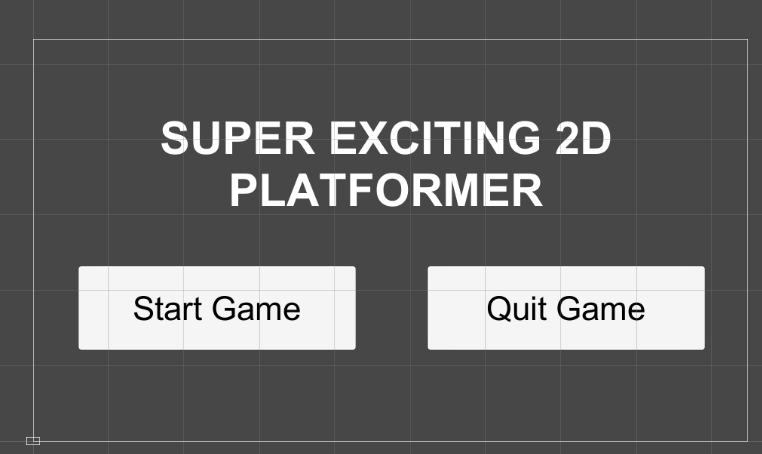 SUPER EXCITING 2D
PLATFORMER
Start Game
Quit Game